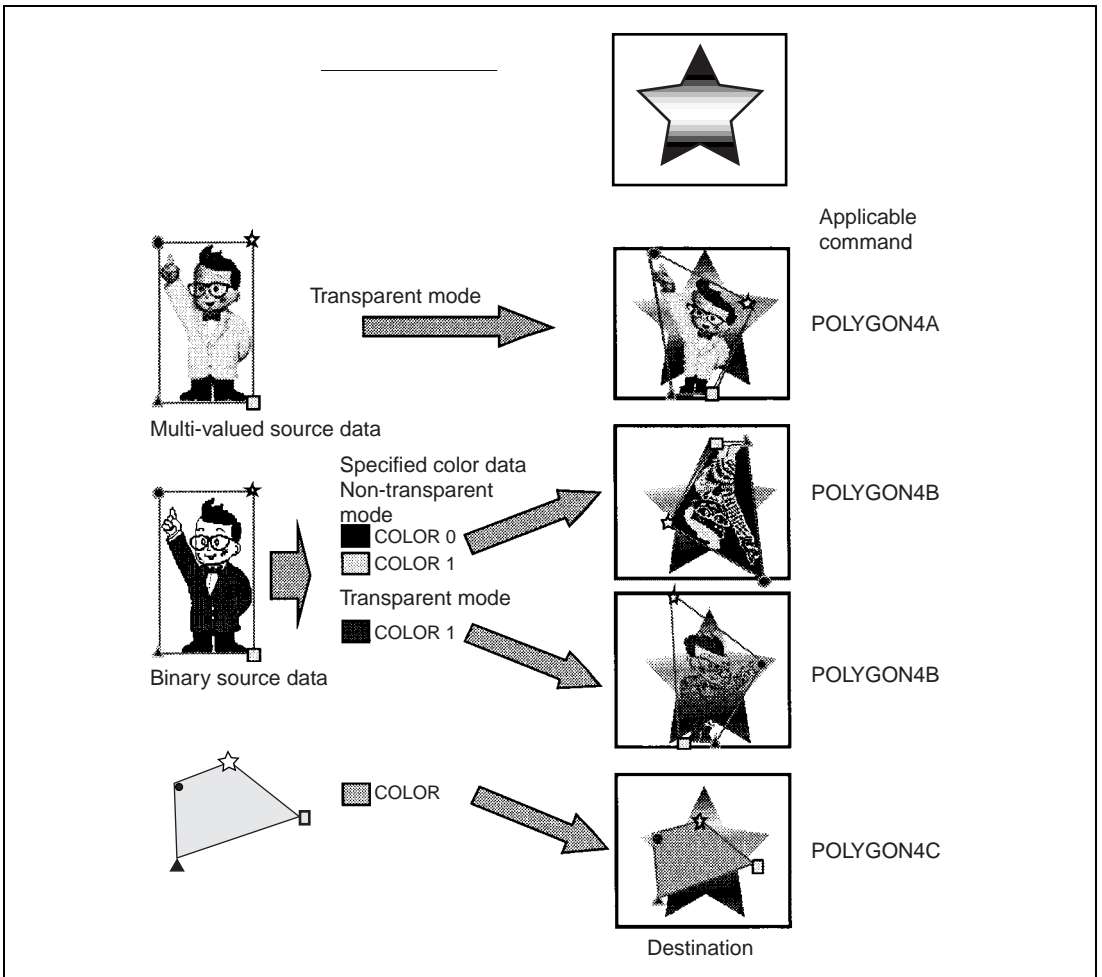 Applicable
command
Transparent mode
POLYGON4A
Multi-valued source data
Specified color data
Non-transparent
mode
COLOR 0
COLOR 1
POLYGON4B
Transparent mode
COLOR 1
POLYGON4B
Binary source data
COLOR
POLYGON4C
Destination